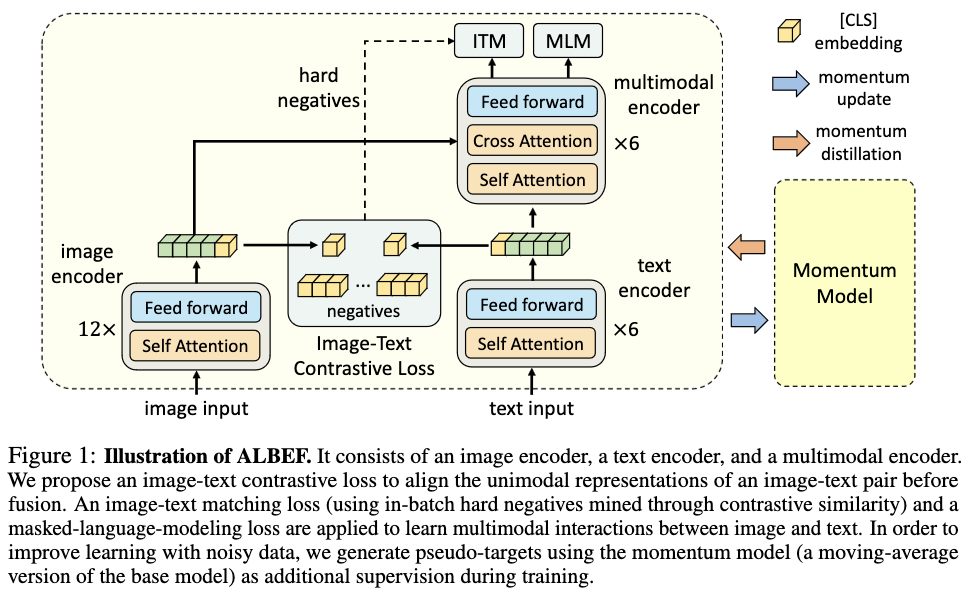 ITM
MLM
[CLS]
embedding
hard
negatives
multimodal
encoder
momentum
update
Feed forward
Cross Attention
×6
momentum
distillation
Self Attention
image
encoder
text
encoder
Momentum
Model
Feed forward
12×
Self Attention
...
negatives
Image-Text
Contrastive Loss
Feed forward
×6
Self Attention
image input
text input
Figure 1: Illustration of ALBEF. It consists of an image encoder, a text encoder, and a multimodal encoder.
We propose an image-text contrastive loss to align the unimodal representations of an image-text pair before
fusion. An image-text matching loss (using in-batch hard negatives mined through contrastive similarity) and a
masked-language-modeling loss are applied to learn multimodal interactions between image and text. In order to
improve learning with noisy data, we generate pseudo-targets using the momentum model (a moving-average
version of the base model) as additional supervision during training.